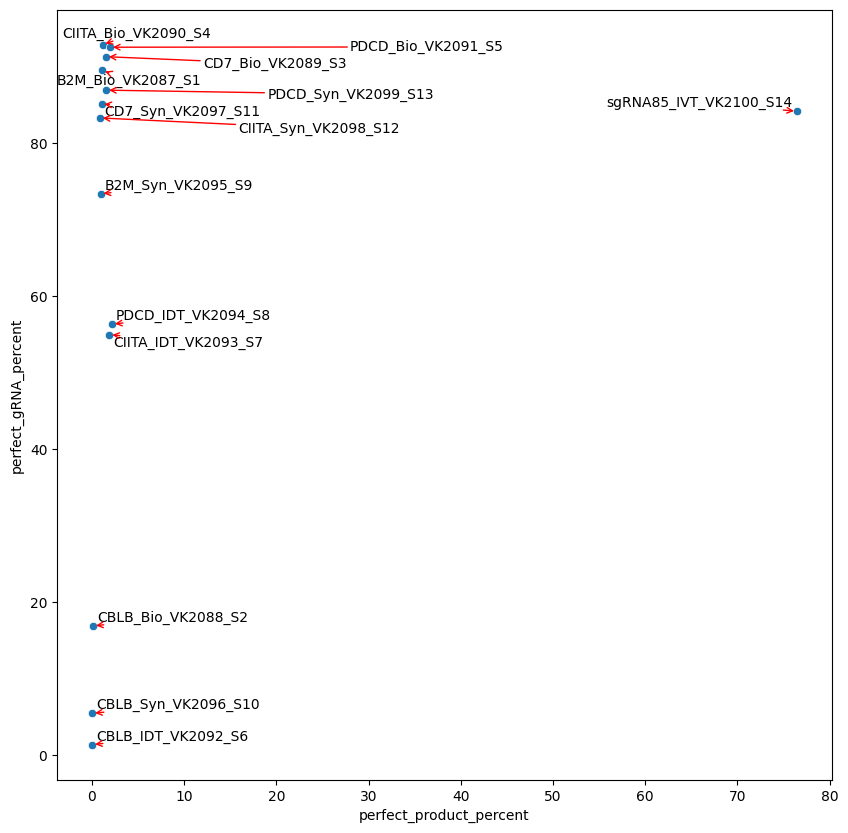 CIITA_Bio_VK2090_S4
PDCD_Bio_VK2091_S5
CD7_Bio_VK2089_S3
B2M_Bio_VK2087_S1
PDCD_Syn_VK2099_S13
sgRNA85_IVT_VK2100_S14
CD7_Syn_VK2097_S11
CIITA_Syn_VK2098_S12
B2M_Syn_VK2095_S9
PDCD_IDT_VK2094_S8
CIITA_IDT_VK2093_S7
CBLB_Bio_VK2088_S2
CBLB_Syn_VK2096_S10
CBLB_IDT_VK2092_S6
perfect_gRNA_percent
80
60
40
20
0
0 10 20 30 40 50 60 70 80
perfect_product_percent